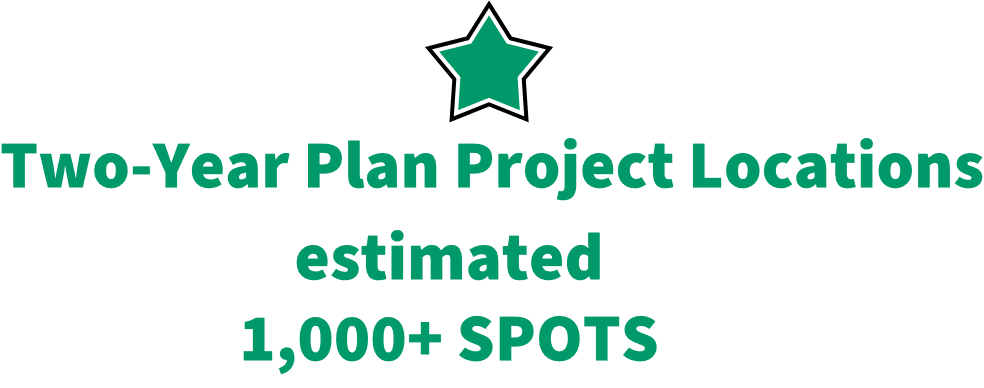 Two-Year Plan Project Locations
estimated
1,000+ SPOTS